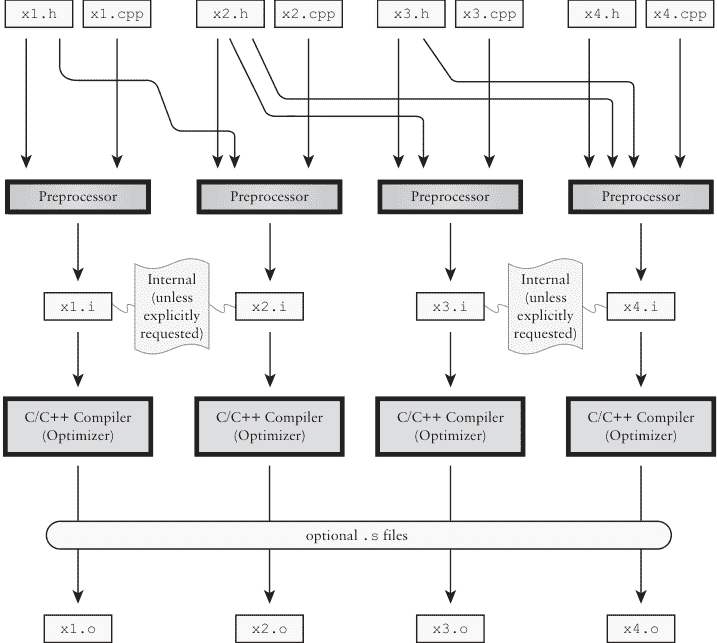 x1.h x1.cpp x2.h x2.cpp x3.h x3.cpp x4.h x4.cpp
Preprocessor Preprocessor Preprocessor Preprocessor
Internal
(unless
explicitly
requested)
Internal
(unless
explicitly
requested)
x1.i x2.i x3.i x4.i
C/C++ Compiler
(Optimizer)
C/C++ Compiler
(Optimizer)
C/C++ Compiler
(Optimizer)
C/C++ Compiler
(Optimizer)
optional .s files
x1.o x2.o x3.o x4.o